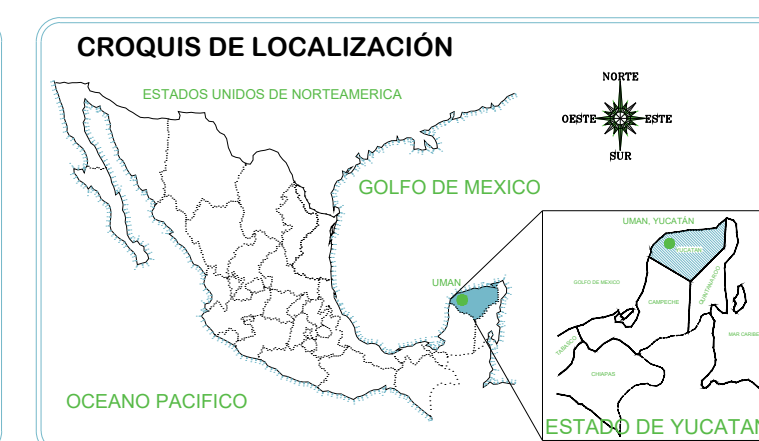 CROQUIS DE LOCALIZACIÓN
ESTADOS UNIDOS DE NORTEAMERICA
NORTE
OESTE
ESTE
SUR
GOLFO DE MEXICO
UMAN
OCEANO PACIFICO
UMAN, YUCATÁN
YUCATAN
GOLFO DE MEXICO
CAMPECHE
QUINTANA ROO
MAR CARIBE
TABASCO
CHIAPAS
ESTADO DE YUCATAN